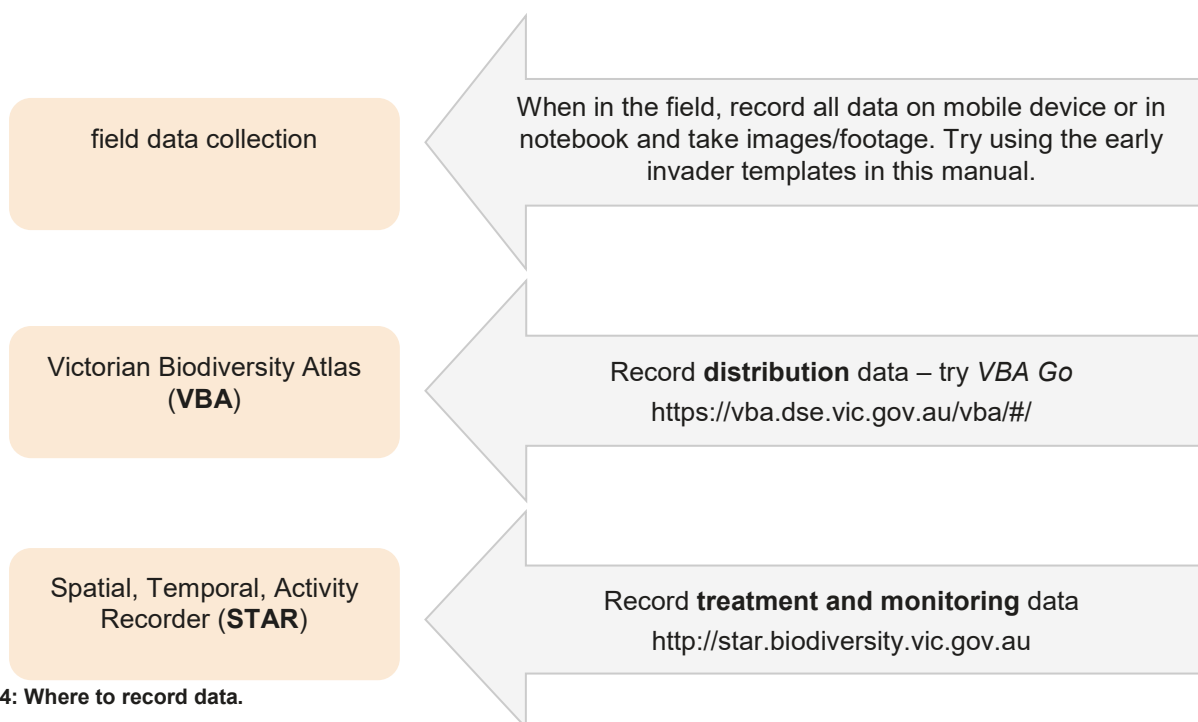 field data collection
When in the field, record all data on mobile device or in
notebook and take images/footage. Try using the early
invader templates in this manual.
Victorian Biodiversity Atlas
(VBA)
Record distribution data – try VBA Go
https://vba.dse.vic.gov.au/vba/#/
Spatial, Temporal, Activity
Recorder (STAR)
Record treatment and monitoring data
http://star.biodiversity.vic.gov.au
4: Where to record data.